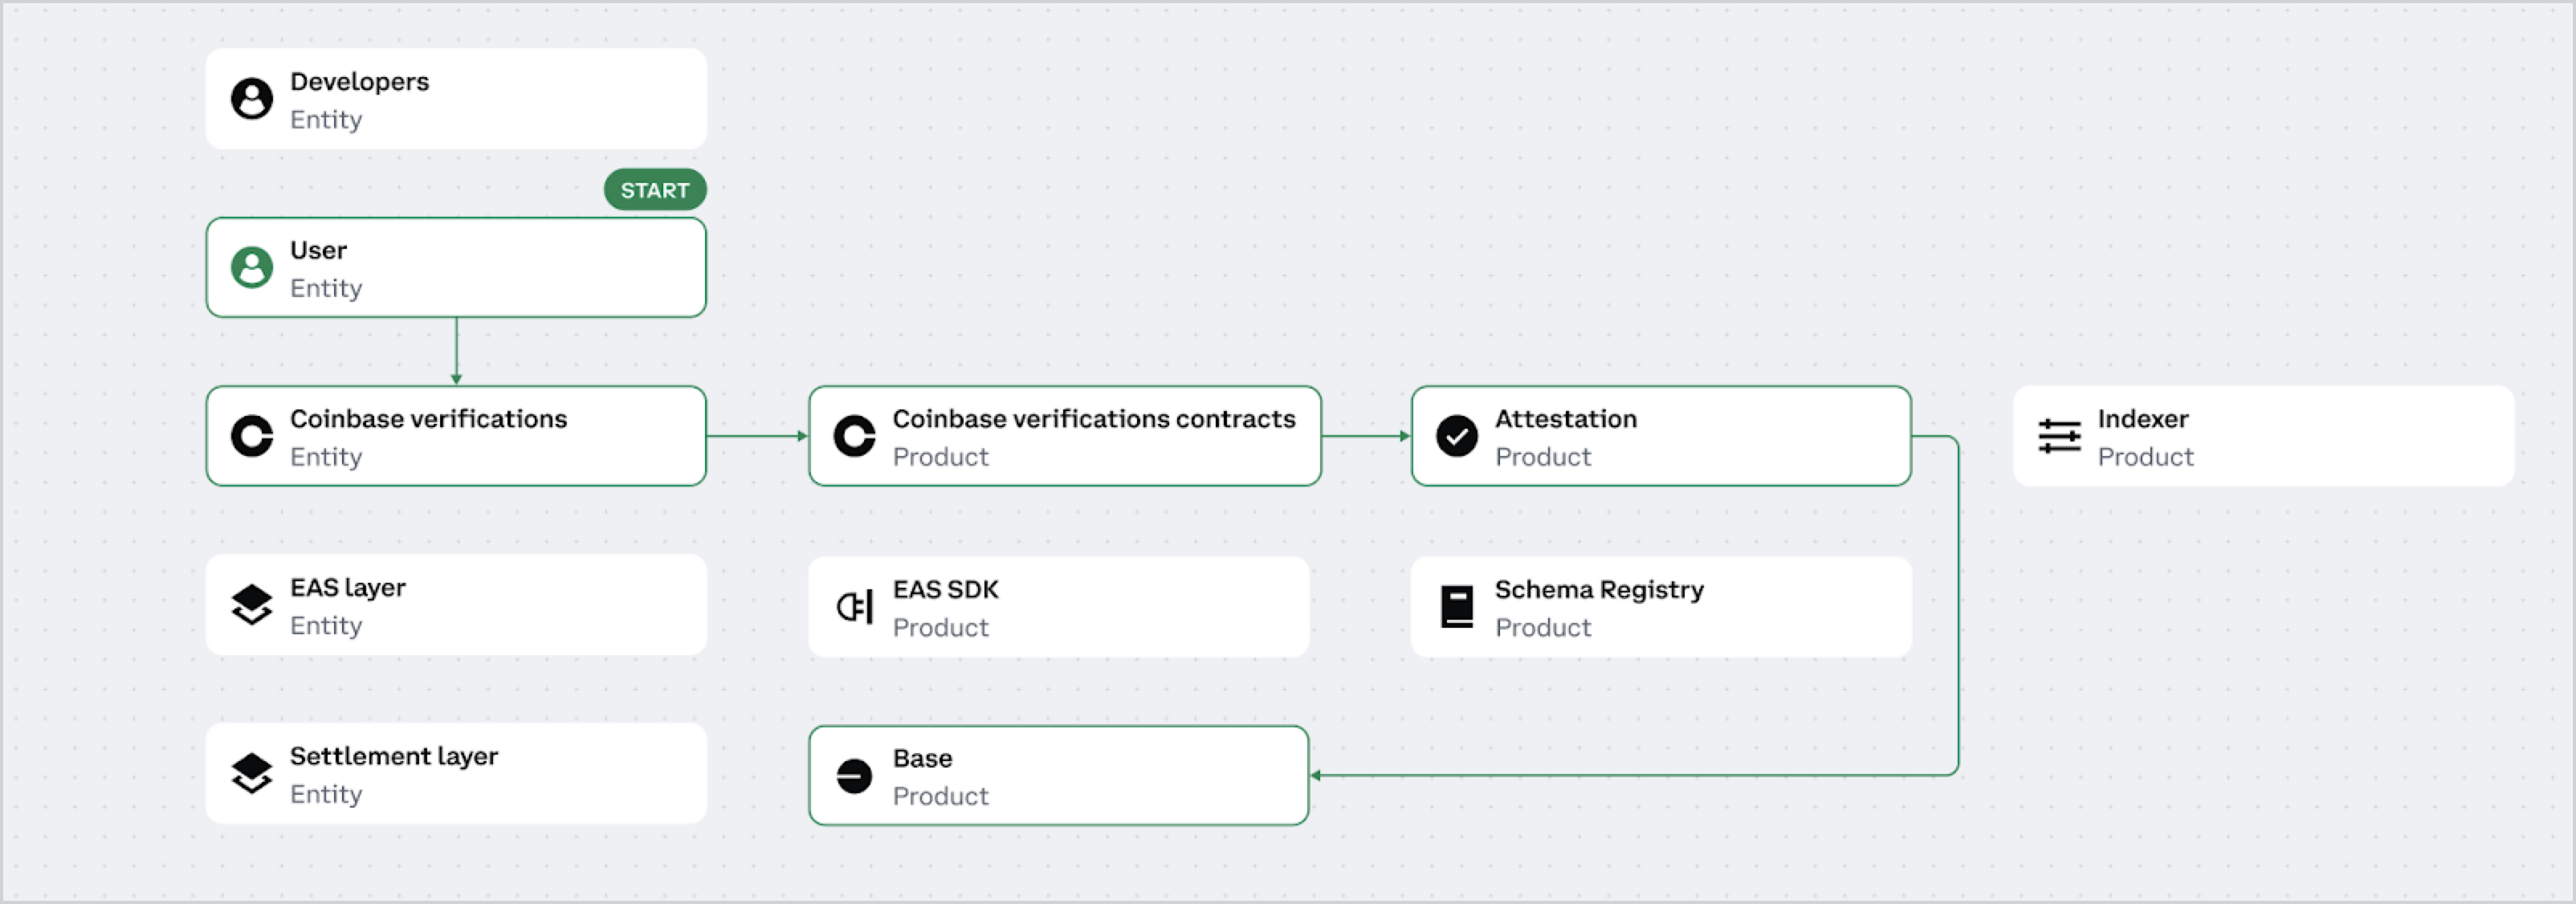 Developers
Entity
START
User
Entity
Coinbase verifications
Entity
Coinbase verifications contracts
Product
Attestation
Product
Indexer
Product
EAS layer
Entity
EAS SDK
Product
Schema Registry
Product
Settlement layer
Entity
Base
Product